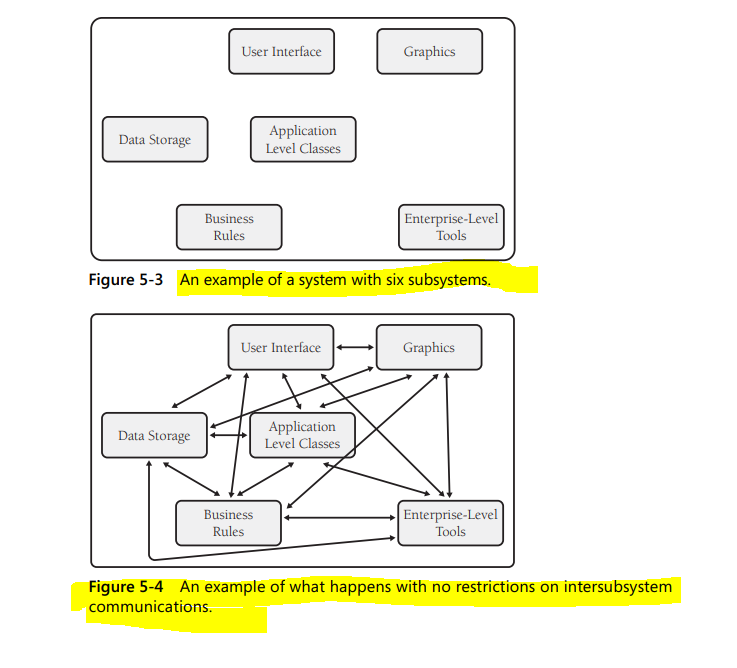 User Interface
Graphics
Data Storage
Application
Level Classes
Business
Rules
Enterprise-Level
Tools
Figure 5-3 An example of a system with six subsystems.
User Interface
Graphics
Data Storage
Application
Level Classes
Business
Rules
Enterprise-Level
Tools
Figure 5-4 An example of what happens with no restrictions on intersubsystem
communications.